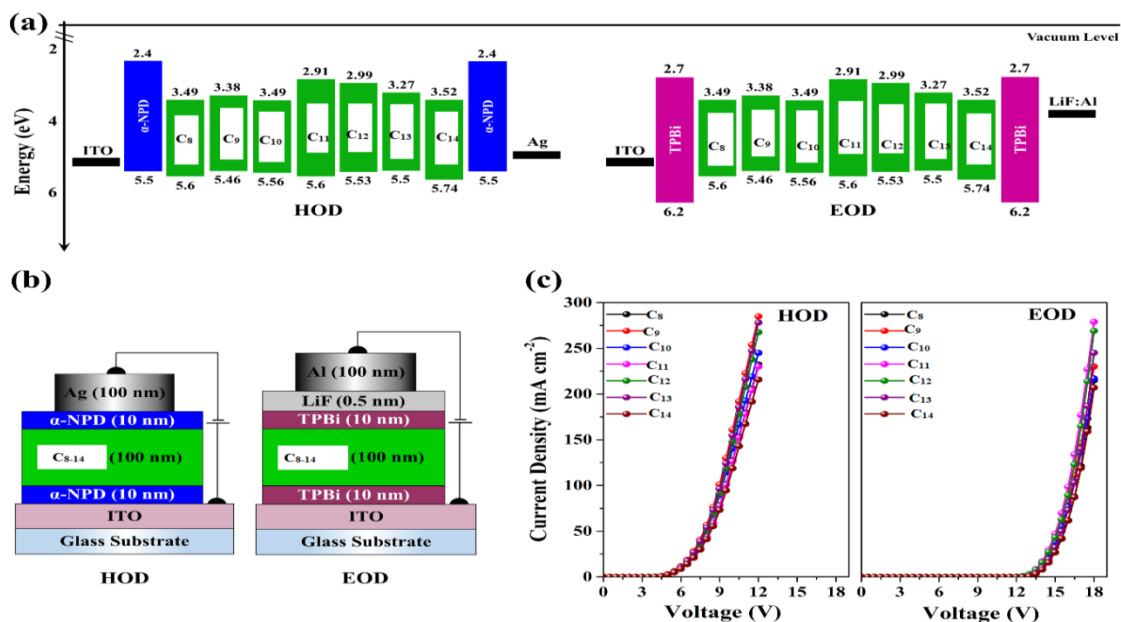 (a)
Vacuum Level
Energy (eV)
2
4
6
ITO
2.4
α-NPD
5.5
3.49
C₈
5.6
3.38
C₉
5.46
3.49
C₁₀
5.56
2.91
C₁₁
5.6
2.99
C₁₂
5.53
3.27
C₁₃
5.5
3.52
C₁₄
5.74
2.4
α-NPD
5.5
Ag
HOD
ITO
2.7
TPBi
6.2
3.49
C₈
5.6
3.38
C₉
5.46
3.49
C₁₀
5.56
2.91
C₁₁
5.6
2.99
C₁₂
5.53
3.27
C₁₃
5.5
3.52
C₁₄
5.74
2.7
TPBi
6.2
LiF:Al
EOD
(b)
Ag (100 nm)
α-NPD (10 nm)
C₈₋₁₄ (100 nm)
α-NPD (10 nm)
ITO
Glass Substrate
HOD
Al (100 nm)
LiF (0.5 nm)
TPBi (10 nm)
C₈₋₁₄ (100 nm)
TPBi (10 nm)
ITO
Glass Substrate
EOD
(c)
Current Density (mA cm⁻²)
300
250
200
150
100
50
0
HOD
C₈
C₉
C₁₀
C₁₁
C₁₂
C₁₃
C₁₄
0 3 6 9 12 15 18
Voltage (V)
EOD
C₈
C₉
C₁₀
C₁₁
C₁₂
C₁₃
C₁₄
0 3 6 9 12 15 18
Voltage (V)